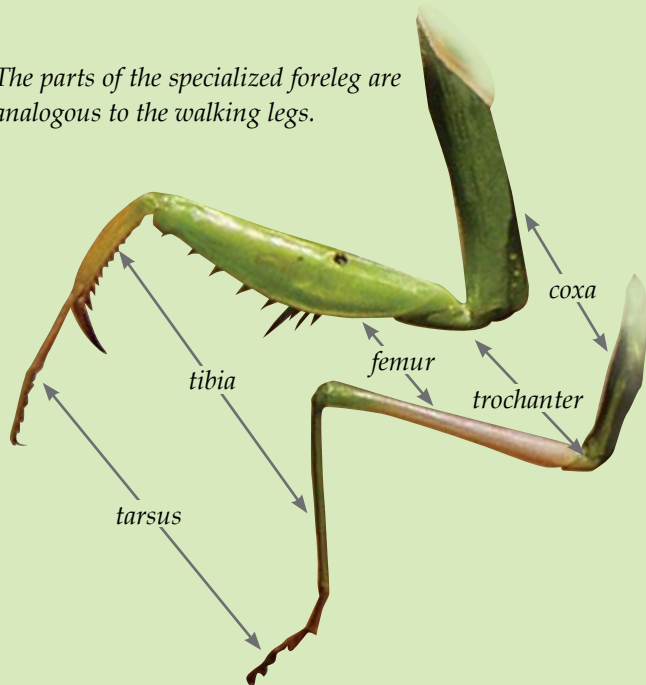 The parts of the specialized foreleg are
analogous to the walking legs.
coxa
femur
tibia
trochanter
tarsus